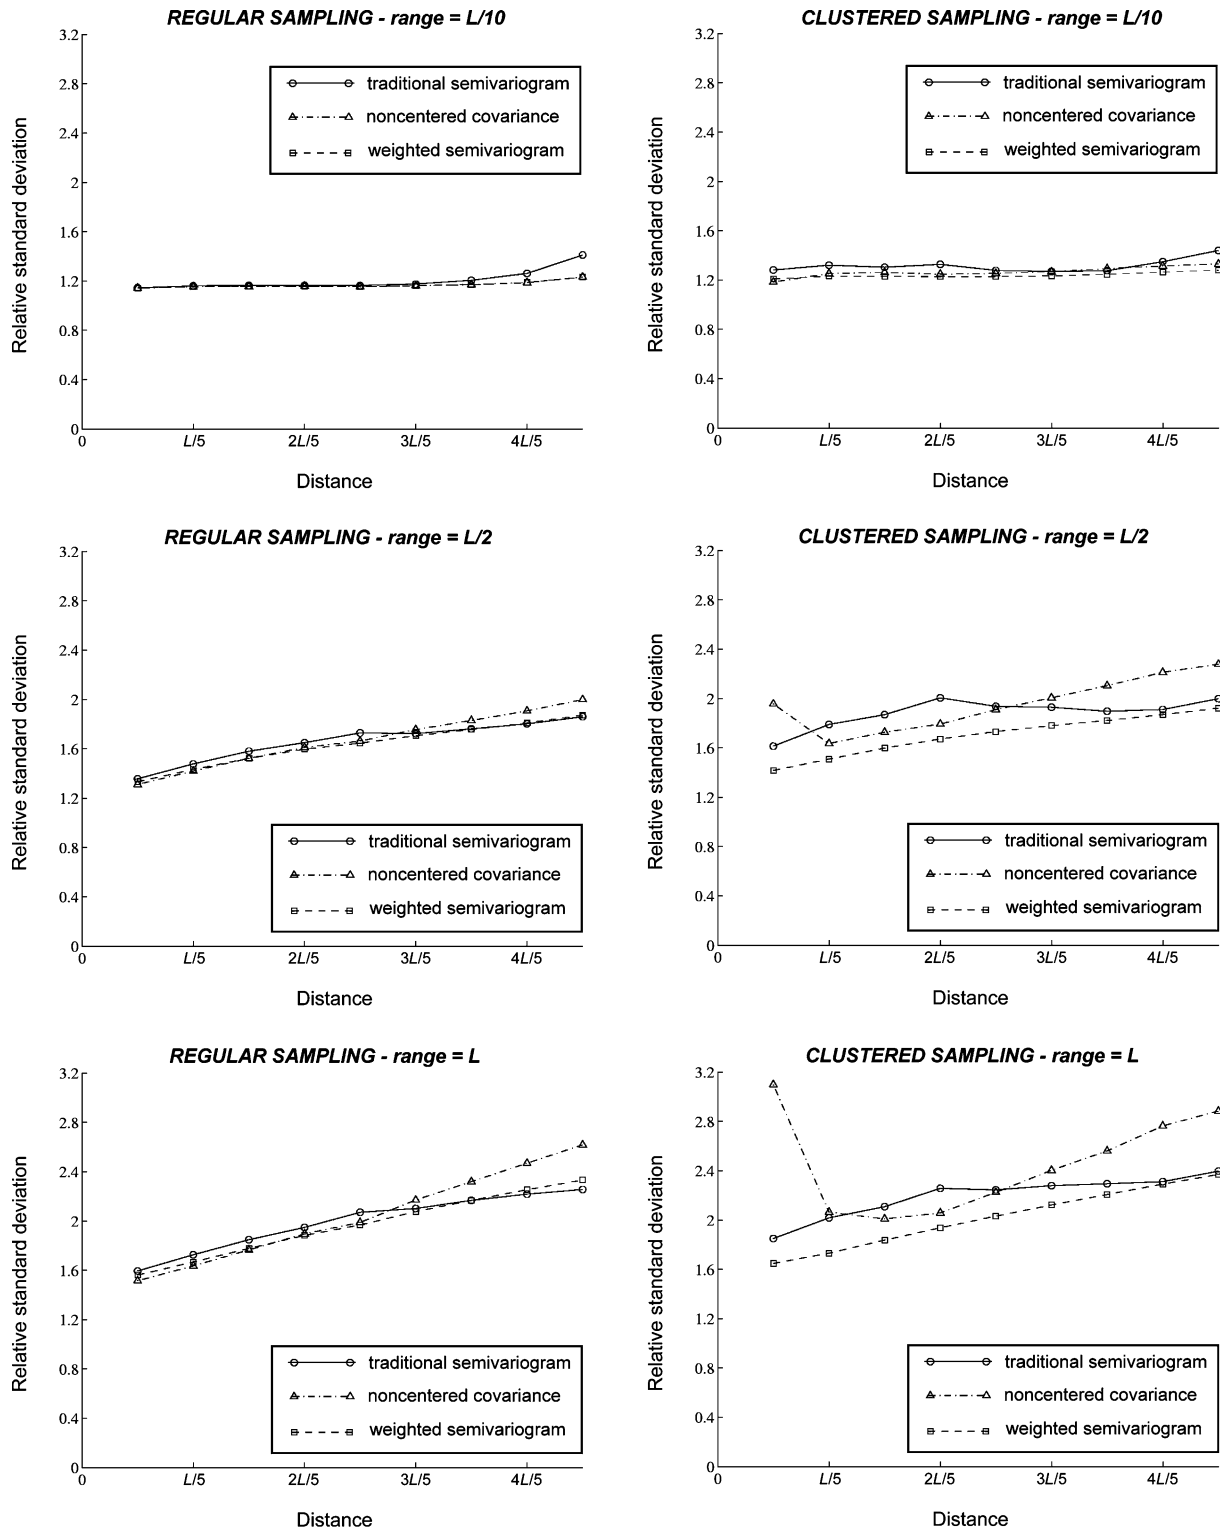 REGULAR SAMPLING - range = L/10
Relative standard deviation
3.2
2.8
2.4
2
1.6
1.2
0.8
0.4
0
traditional semivariogram
noncentered covariance
weighted semivariogram
0
L/5
2L/5
3L/5
4L/5
Distance
CLUSTERED SAMPLING - range = L/10
Relative standard deviation
3.2
2.8
2.4
2
1.6
1.2
0.8
0.4
0
traditional semivariogram
noncentered covariance
weighted semivariogram
0
L/5
2L/5
3L/5
4L/5
Distance
REGULAR SAMPLING - range = L/2
Relative standard deviation
3.2
2.8
2.4
2
1.6
1.2
0.8
0.4
0
traditional semivariogram
noncentered covariance
weighted semivariogram
0
L/5
2L/5
3L/5
4L/5
Distance
CLUSTERED SAMPLING - range = L/2
Relative standard deviation
3.2
2.8
2.4
2
1.6
1.2
0.8
0.4
0
traditional semivariogram
noncentered covariance
weighted semivariogram
0
L/5
2L/5
3L/5
4L/5
Distance
REGULAR SAMPLING - range = L
Relative standard deviation
3.2
2.8
2.4
2
1.6
1.2
0.8
0.4
0
traditional semivariogram
noncentered covariance
weighted semivariogram
0
L/5
2L/5
3L/5
4L/5
Distance
CLUSTERED SAMPLING - range = L
Relative standard deviation
3.2
2.8
2.4
2
1.6
1.2
0.8
0.4
0
traditional semivariogram
noncentered covariance
weighted semivariogram
0
L/5
2L/5
3L/5
4L/5
Distance